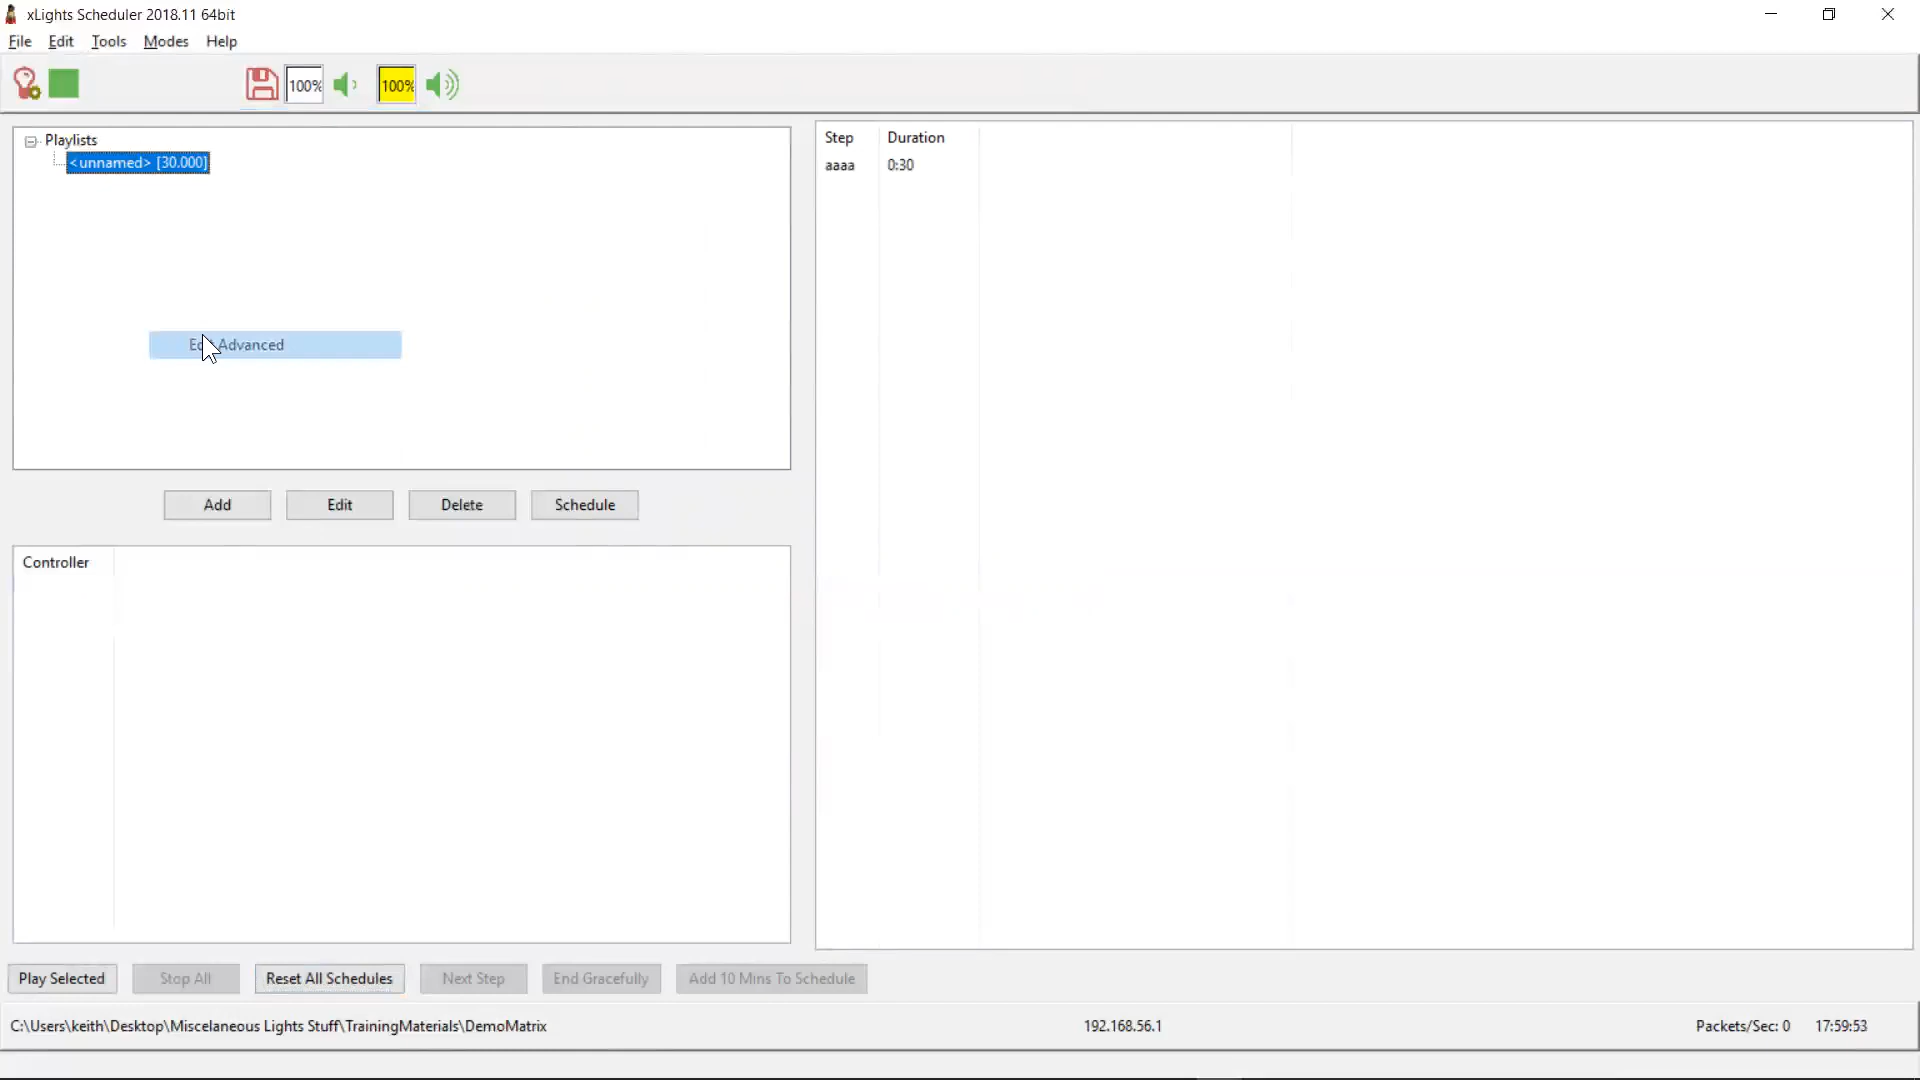 xLights Scheduler 2018.11 64bit
File Edit Tools Modes Help
100% 100%
Playlists
<unnamed> [30.000]
Edit Advanced
Add Edit Delete Schedule
Controller
Step Duration
aaaa 0:30
Play Selected Stop All Reset All Schedules Next Step End Gracefully Add 10 Mins To Schedule
C:\Users\keith\Desktop\Miscelaneous Lights Stuff\TrainingMaterials\DemoMatrix 192.168.56.1 Packets/Sec: 0 17:59:53